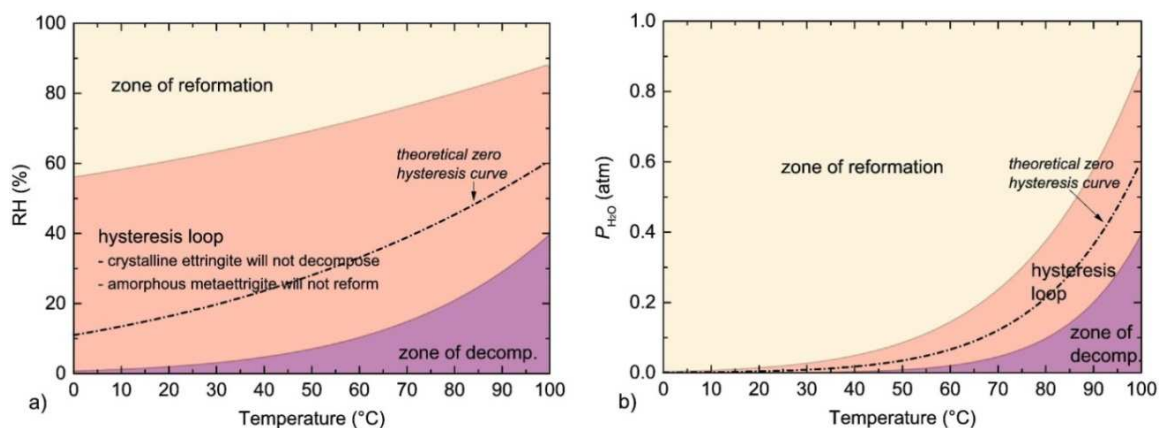 100
80
60
40
20
0
RH (%)
zone of reformation
theoretical zero
hysteresis curve
hysteresis loop
- crystalline ettringite will not decompose
- amorphous metaettrigite will not reform
zone of decomp.
0 10 20 30 40 50 60 70 80 90 100
a)
Temperature (°C)
1.0
0.8
0.6
0.4
0.2
0.0
P H₂O (atm)
zone of reformation
theoretical zero
hysteresis curve
hysteresis
loop
zone of
decomp.
0 10 20 30 40 50 60 70 80 90 100
b)
Temperature (°C)